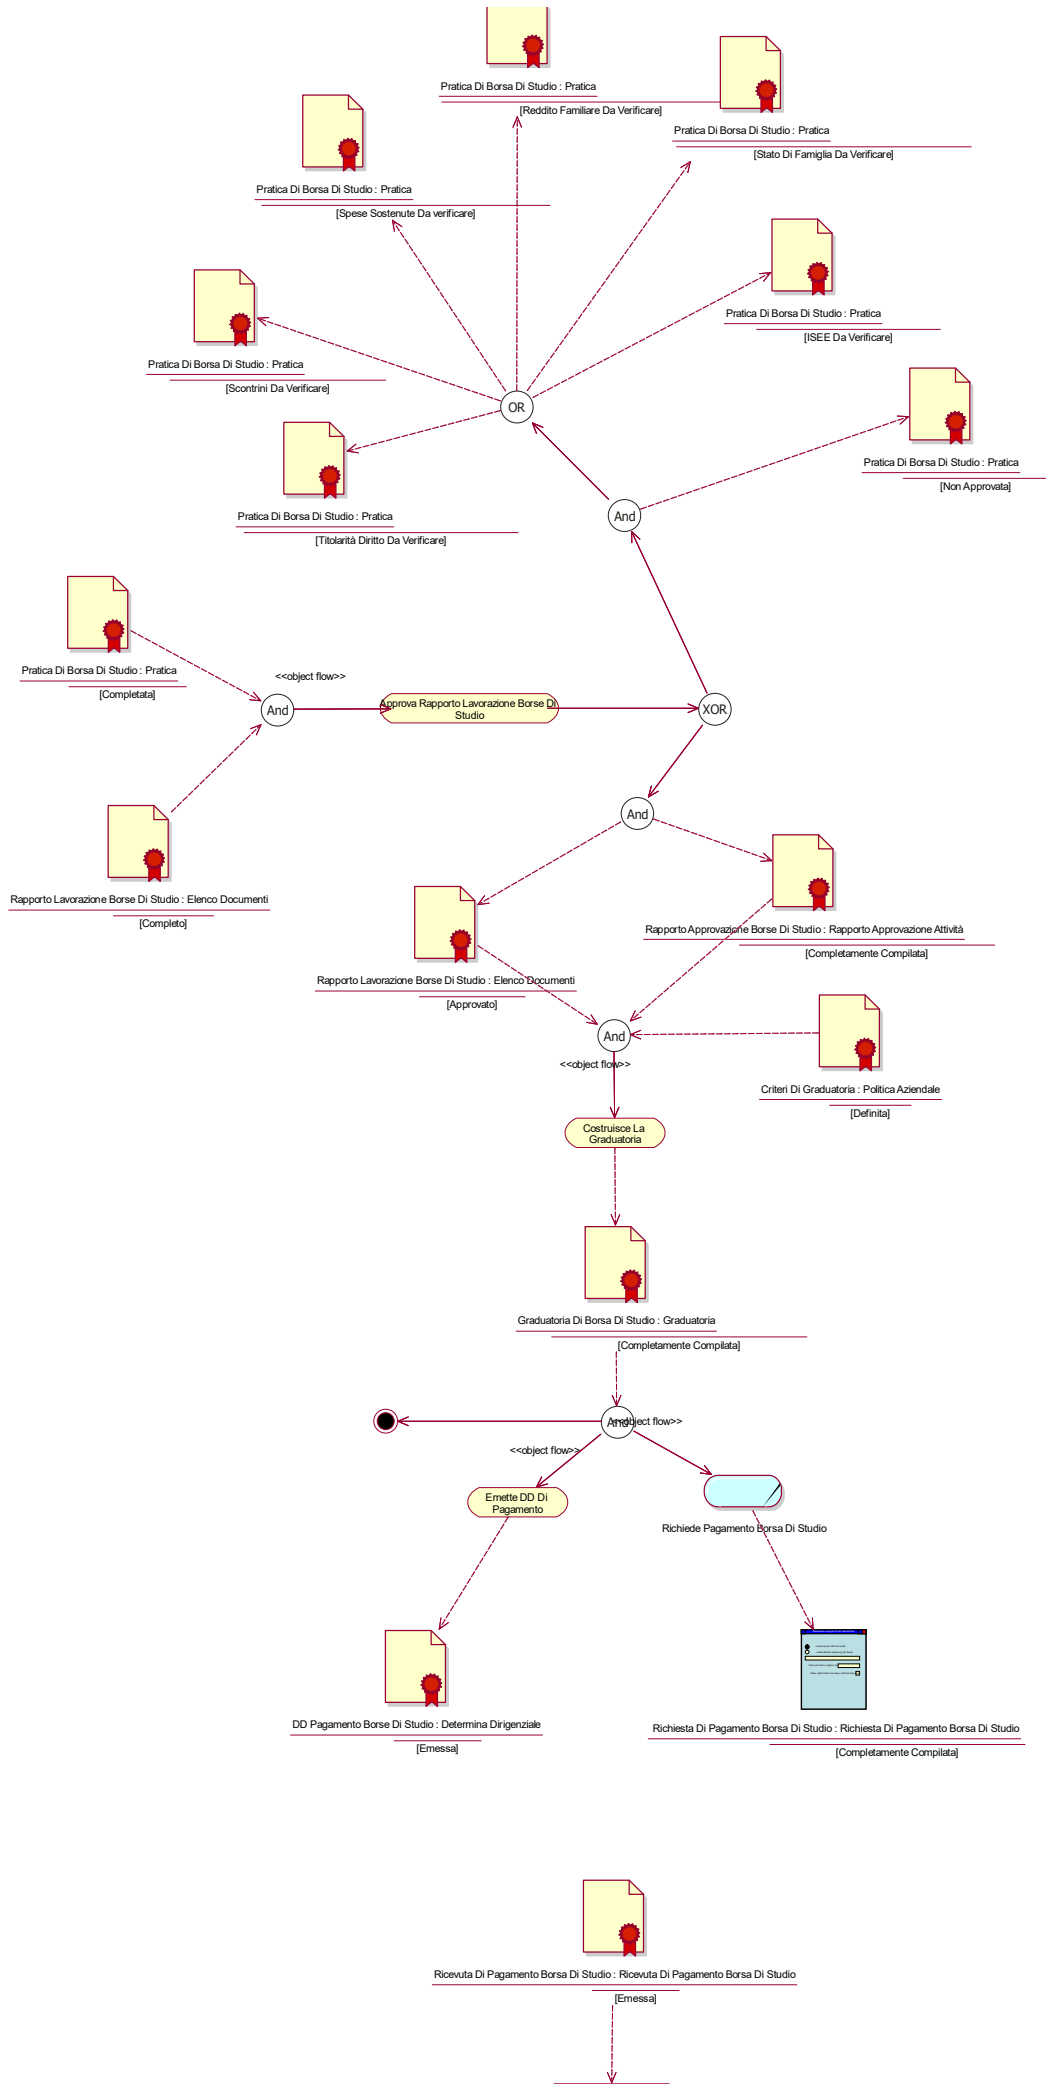 Pratica Di Borsa Di Studio : Pratica
[Reddito Familiare Da Verificare]
Pratica Di Borsa Di Studio : Pratica
[Stato Di Famiglia Da Verificare]
Pratica Di Borsa Di Studio : Pratica
[Spese Sostenute Da verificare]
Pratica Di Borsa Di Studio : Pratica
[ISEE Da Verificare]
Pratica Di Borsa Di Studio : Pratica
[Scontrini Da Verificare]
OR
Pratica Di Borsa Di Studio : Pratica
[Non Approvata]
Pratica Di Borsa Di Studio : Pratica
[Titolarità Diritto Da Verificare]
And
Pratica Di Borsa Di Studio : Pratica
[Completata]
<<object flow>>
And
Approva Rapporto Lavorazione Borse Di
Studio
XOR
And
Rapporto Lavorazione Borse Di Studio : Elenco Documenti
[Completo]
Rapporto Approvazione Borse Di Studio : Rapporto Approvazione Attività
[Completamente Compilata]
Rapporto Lavorazione Borse Di Studio : Elenco Documenti
[Approvato]
And
<<object flow>>
Criteri Di Graduatoria : Politica Aziendale
[Definita]
Costruisce La
Graduatoria
Graduatoria Di Borsa Di Studio : Graduatoria
[Completamente Compilata]
And
<<object flow>>
<<object flow>>
Emette DD Di
Pagamento
Richiede Pagamento Borsa Di Studio
DD Pagamento Borse Di Studio : Determina Dirigenziale
[Emessa]
Richiesta Di Pagamento Borsa Di Studio : Richiesta Di Pagamento Borsa Di Studio
[Completamente Compilata]
Ricevuta Di Pagamento Borsa Di Studio : Ricevuta Di Pagamento Borsa Di Studio
[Emessa]